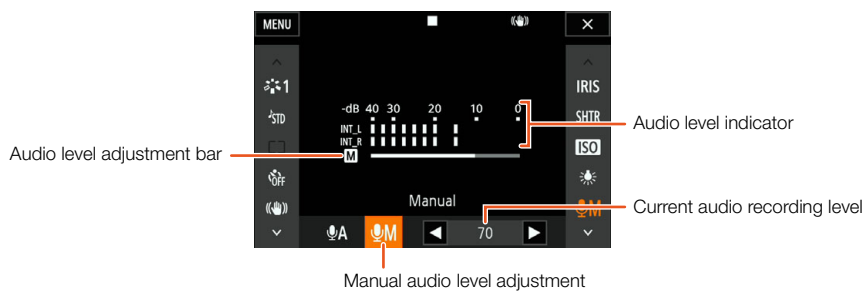 MENU
×
1
IRIS
STD
-dB 40 30 20 10 0
SHTR
INT_L
INT_R
Audio level indicator
M
ISO
Audio level adjustment bar
OFF
Manual
M
Current audio recording level
A M 70
Manual audio level adjustment